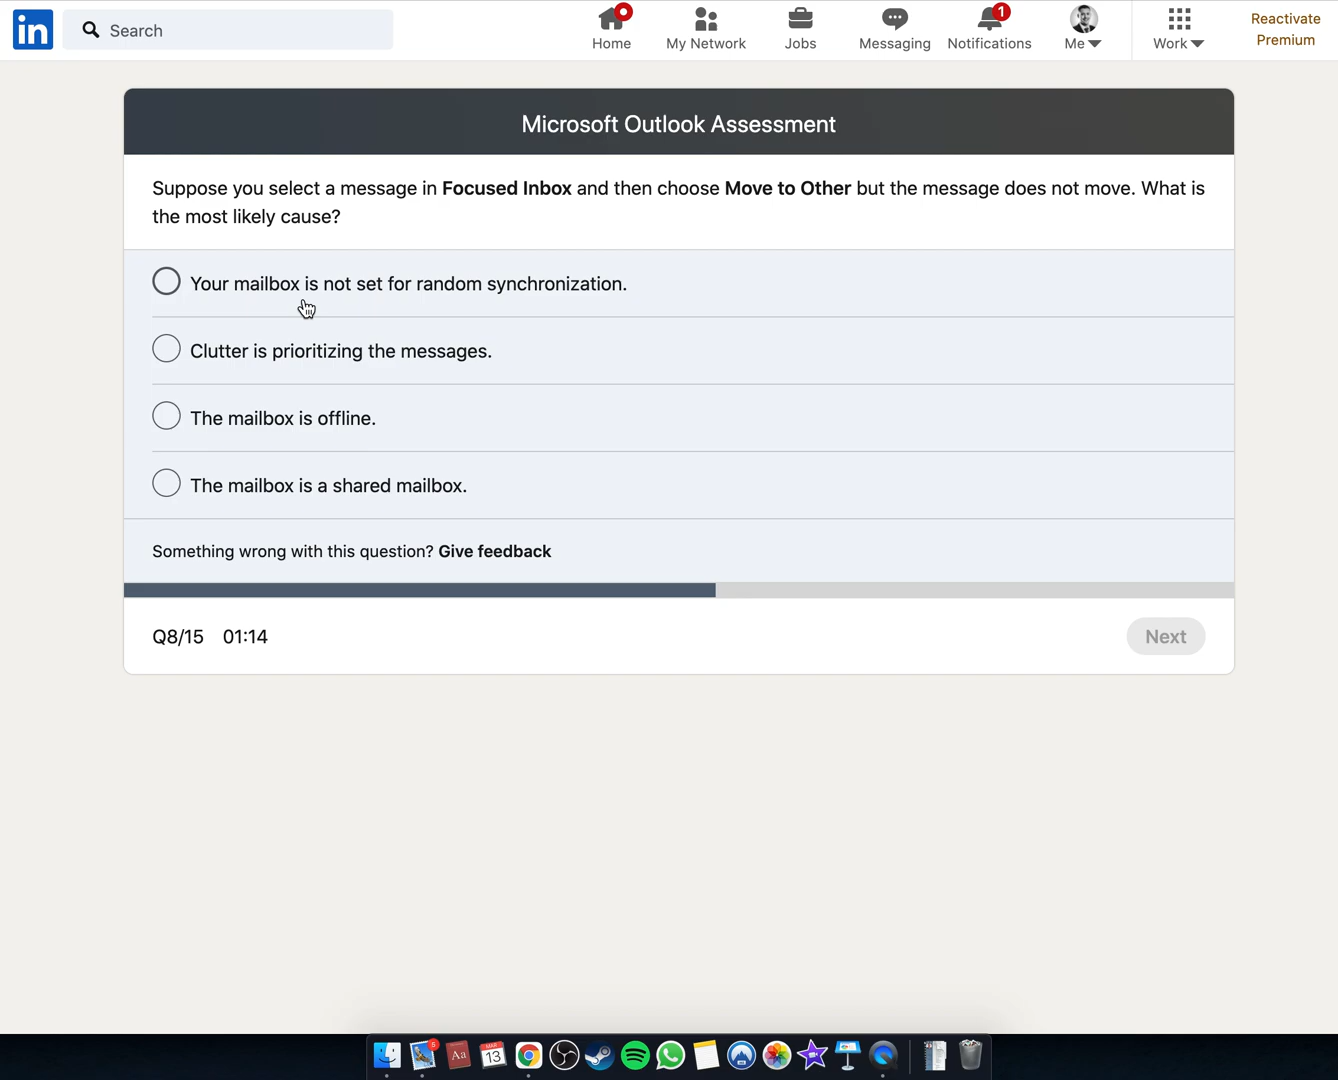 in Search
Home My Network Jobs Messaging Notifications Me Work Reactivate Premium
1
Microsoft Outlook Assessment
Suppose you select a message in Focused Inbox and then choose Move to Other but the message does not move. What is
the most likely cause?
Your mailbox is not set for random synchronization.
Clutter is prioritizing the messages.
The mailbox is offline.
The mailbox is a shared mailbox.
Something wrong with this question? Give feedback
Q8/15 01:14
Next
Aa MAR 13